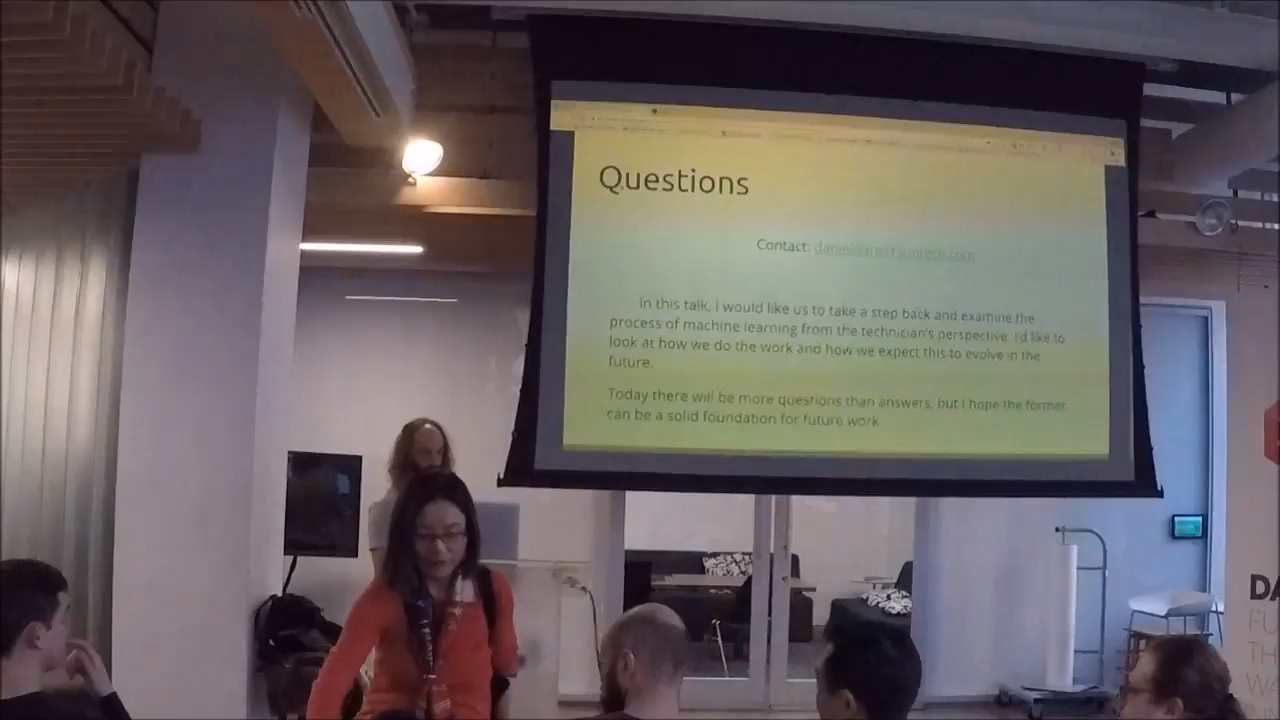 Questions
Contact:
In this talk, I would like us to take a step back and examine the
process of machine learning from the technician's perspective. I'd like to
look at how we do the work and how we expect this to evolve in the
future.
Today there will be more questions than answers, but I hope the former
can be a solid foundation for future work
DA
FU
TH
WA